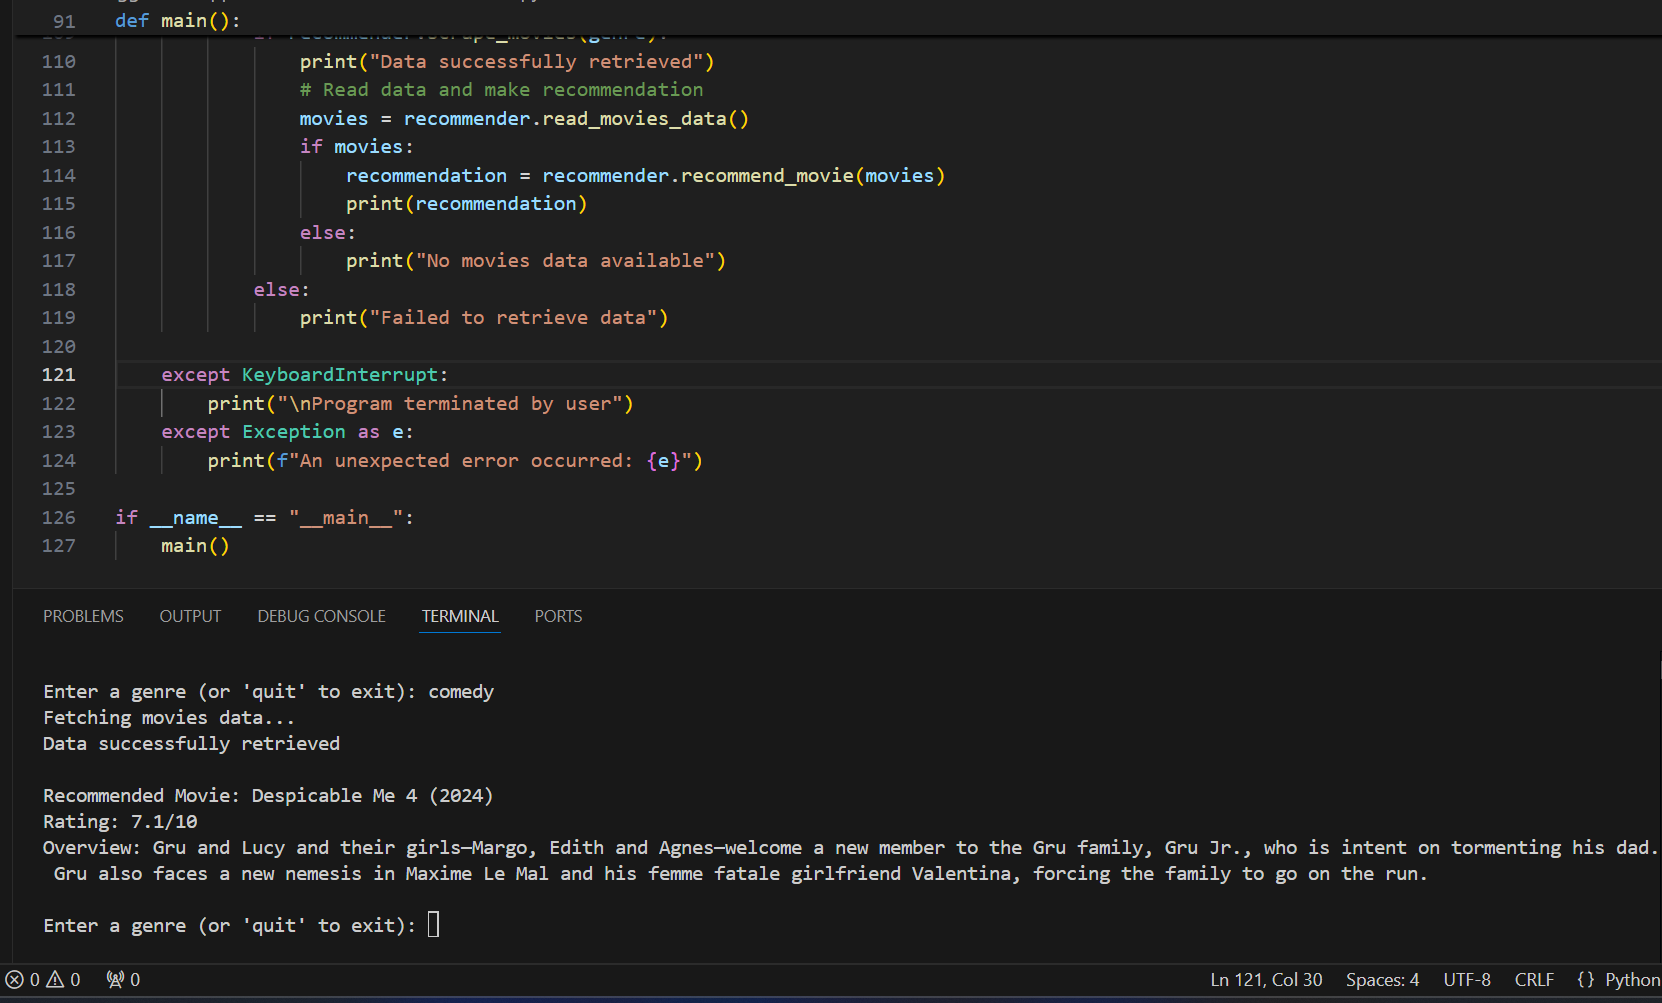 91 def main():
110 print("Data successfully retrieved")
111 # Read data and make recommendation
112 movies = recommender.read_movies_data()
113 if movies:
114 recommendation = recommender.recommend_movie(movies)
115 print(recommendation)
116 else:
117 print("No movies data available")
118 else:
119 print("Failed to retrieve data")
120
121 except KeyboardInterrupt:
122 print("\nProgram terminated by user")
123 except Exception as e:
124 print(f"An unexpected error occurred: {e}")
125
126 if __name__ == "__main__":
127 main()
PROBLEMS OUTPUT DEBUG CONSOLE TERMINAL PORTS
Enter a genre (or 'quit' to exit): comedy
Fetching movies data...
Data successfully retrieved
Recommended Movie: Despicable Me 4 (2024)
Rating: 7.1/10
Overview: Gru and Lucy and their girls—Margo, Edith and Agnes—welcome a new member to the Gru family, Gru Jr., who is intent on tormenting his dad.
Gru also faces a new nemesis in Maxime Le Mal and his femme fatale girlfriend Valentina, forcing the family to go on the run.
Enter a genre (or 'quit' to exit):
0 0 0 Ln 121, Col 30 Spaces: 4 UTF-8 CRLF {} Python